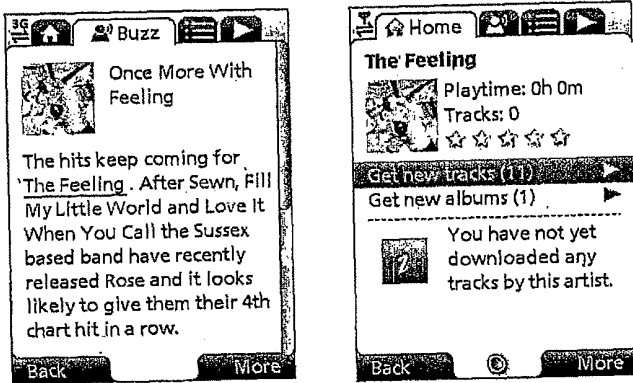 3G
Buzz
Once More With
Feeling
The hits keep coming for
The Feeling . After Sewn, Fill
My Little World and Love It
When You Call the Sussex
based band have recently
released Rose and it looks
likely to give them their 4th
chart hit in a row.
Back More
Home
The Feeling
Playtime: 0h 0m
Tracks: 0
Get new tracks (11)
Get new albums (1)
You have not yet
downloaded any
tracks by this artist.
Back More